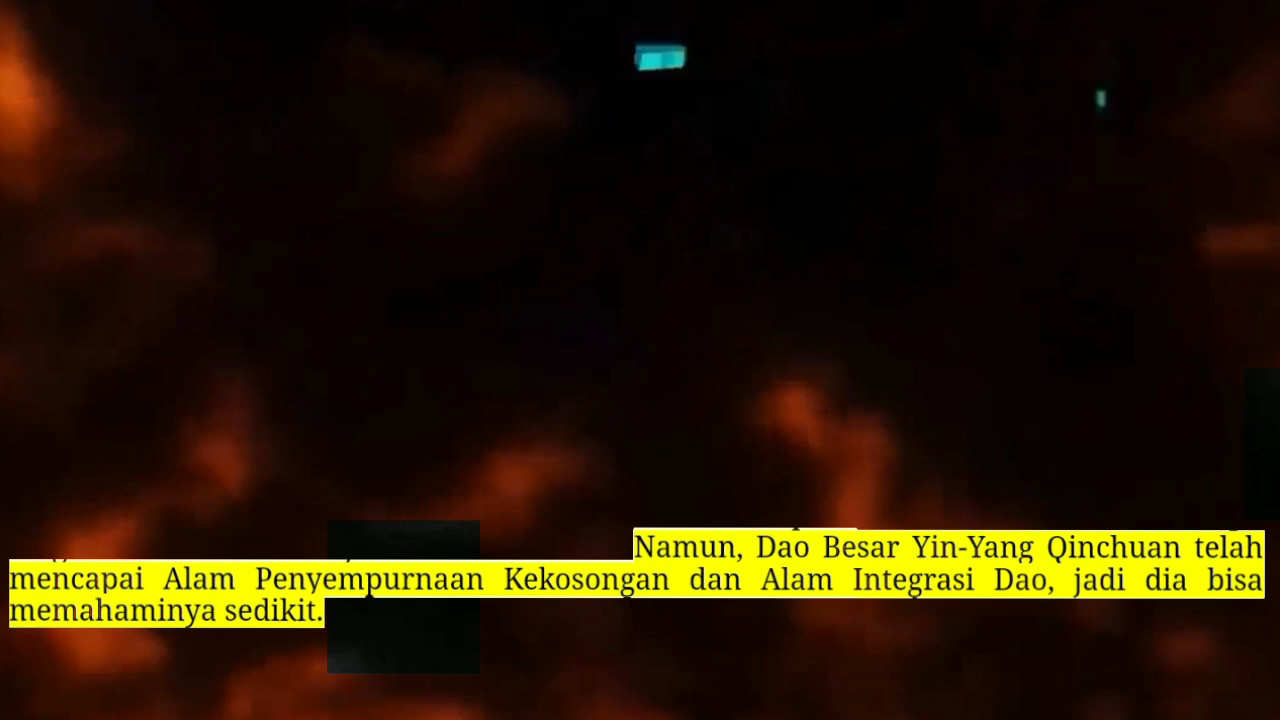 Namun, Dao Besar Yin-Yang Qinchuan telah
mencapai Alam Penyempurnaan Kekosongan dan Alam Integrasi Dao, jadi dia bisa
memahaminya sedikit.